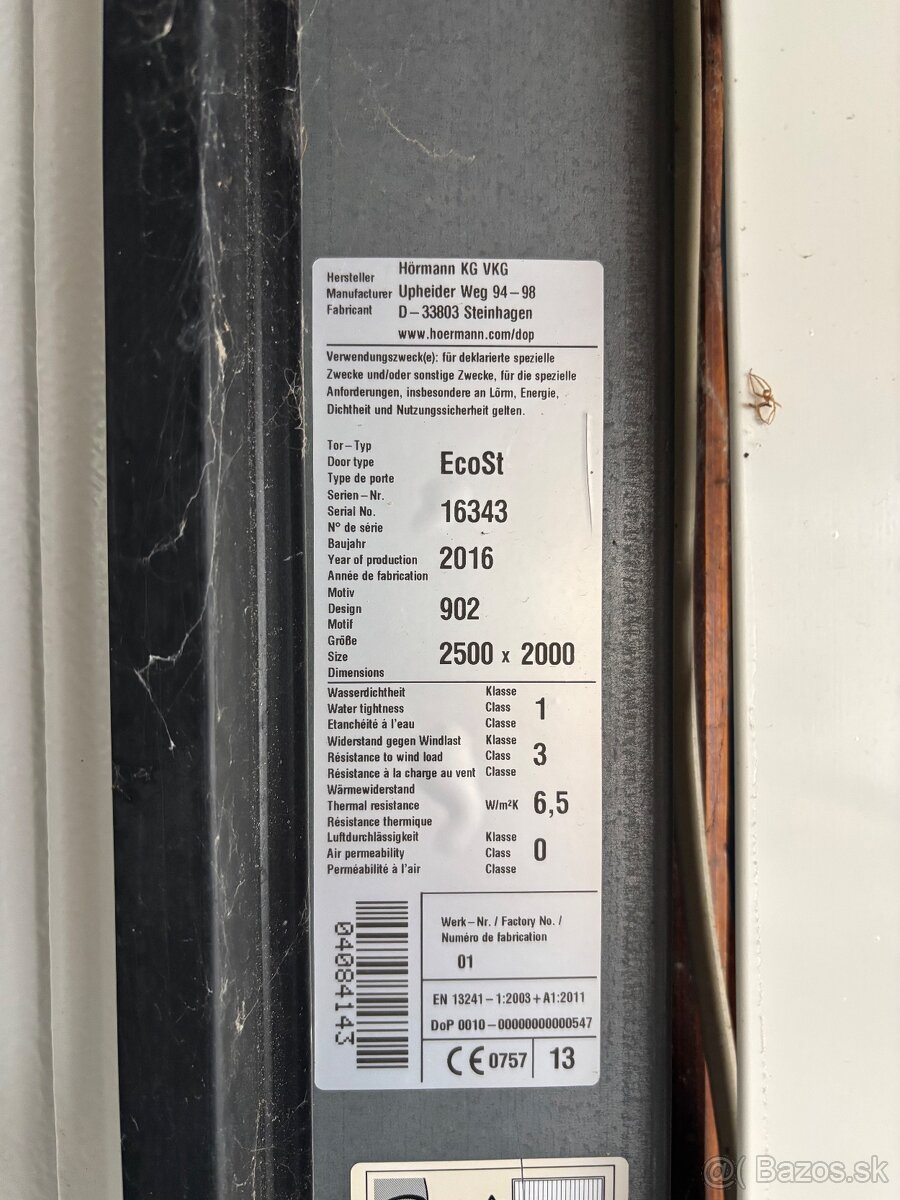 Hersteller Hörmann KG VKG
Manufacturer Upheider Weg 94-98
Fabricant D-33803 Steinhagen
www.hoermann.com/dop
Verwendungszweck(e): für deklarierte spezielle
Zwecke und/oder sonstige Zwecke, für die spezielle
Anforderungen, insbesondere an Lörm, Energie,
Dichtheit und Nutzungssicherheit gelten.
Tor-Typ
Door type EcoSt
Type de porte
Serien-Nr.
Serial No. 16343
N° de série
Baujahr
Year of production 2016
Année de fabrication
Motiv
Design 902
Motif
Größe
Size 2500 x 2000
Dimensions
Wasserdichtheit Klasse
Water tightness Class 1
Etanchéité à l'eau Classe
Widerstand gegen Windlast Klasse
Résistance to wind load Class 3
Résistance à la charge au vent Classe
Wärmewiderstand
Thermal resistance W/m²K 6,5
Résistance thermique
Luftdurchlässigkeit Klasse
Air permeability Class 0
Perméabilité à l'air Classe
04084143
Werk-Nr. / Factory No. /
Numéro de fabrication
01
EN 13241-1:2003+A1:2011
DoP 0010-00000000000547
CE 0757 13
@( Bazos.sk